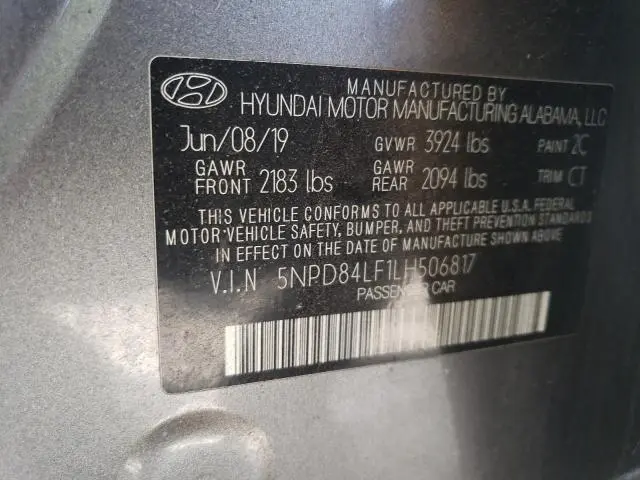 MANUFACTURED BY
HYUNDAI MOTOR MANUFACTURING ALABAMA, LLC
Jun/08/19 GVWR 3924 lbs PAINT 2C
GAWR FRONT 2183 lbs GAWR REAR 2094 lbs TRIM CT
THIS VEHICLE CONFORMS TO ALL APPLICABLE U.S.A. FEDERAL
MOTOR VEHICLE SAFETY, BUMPER, AND THEFT PREVENTION STANDARDS
IN EFFECT ON THE DATE OF MANUFACTURE SHOWN ABOVE.
V.I.N 5NPD84LF1LH506817
PASSENGER CAR